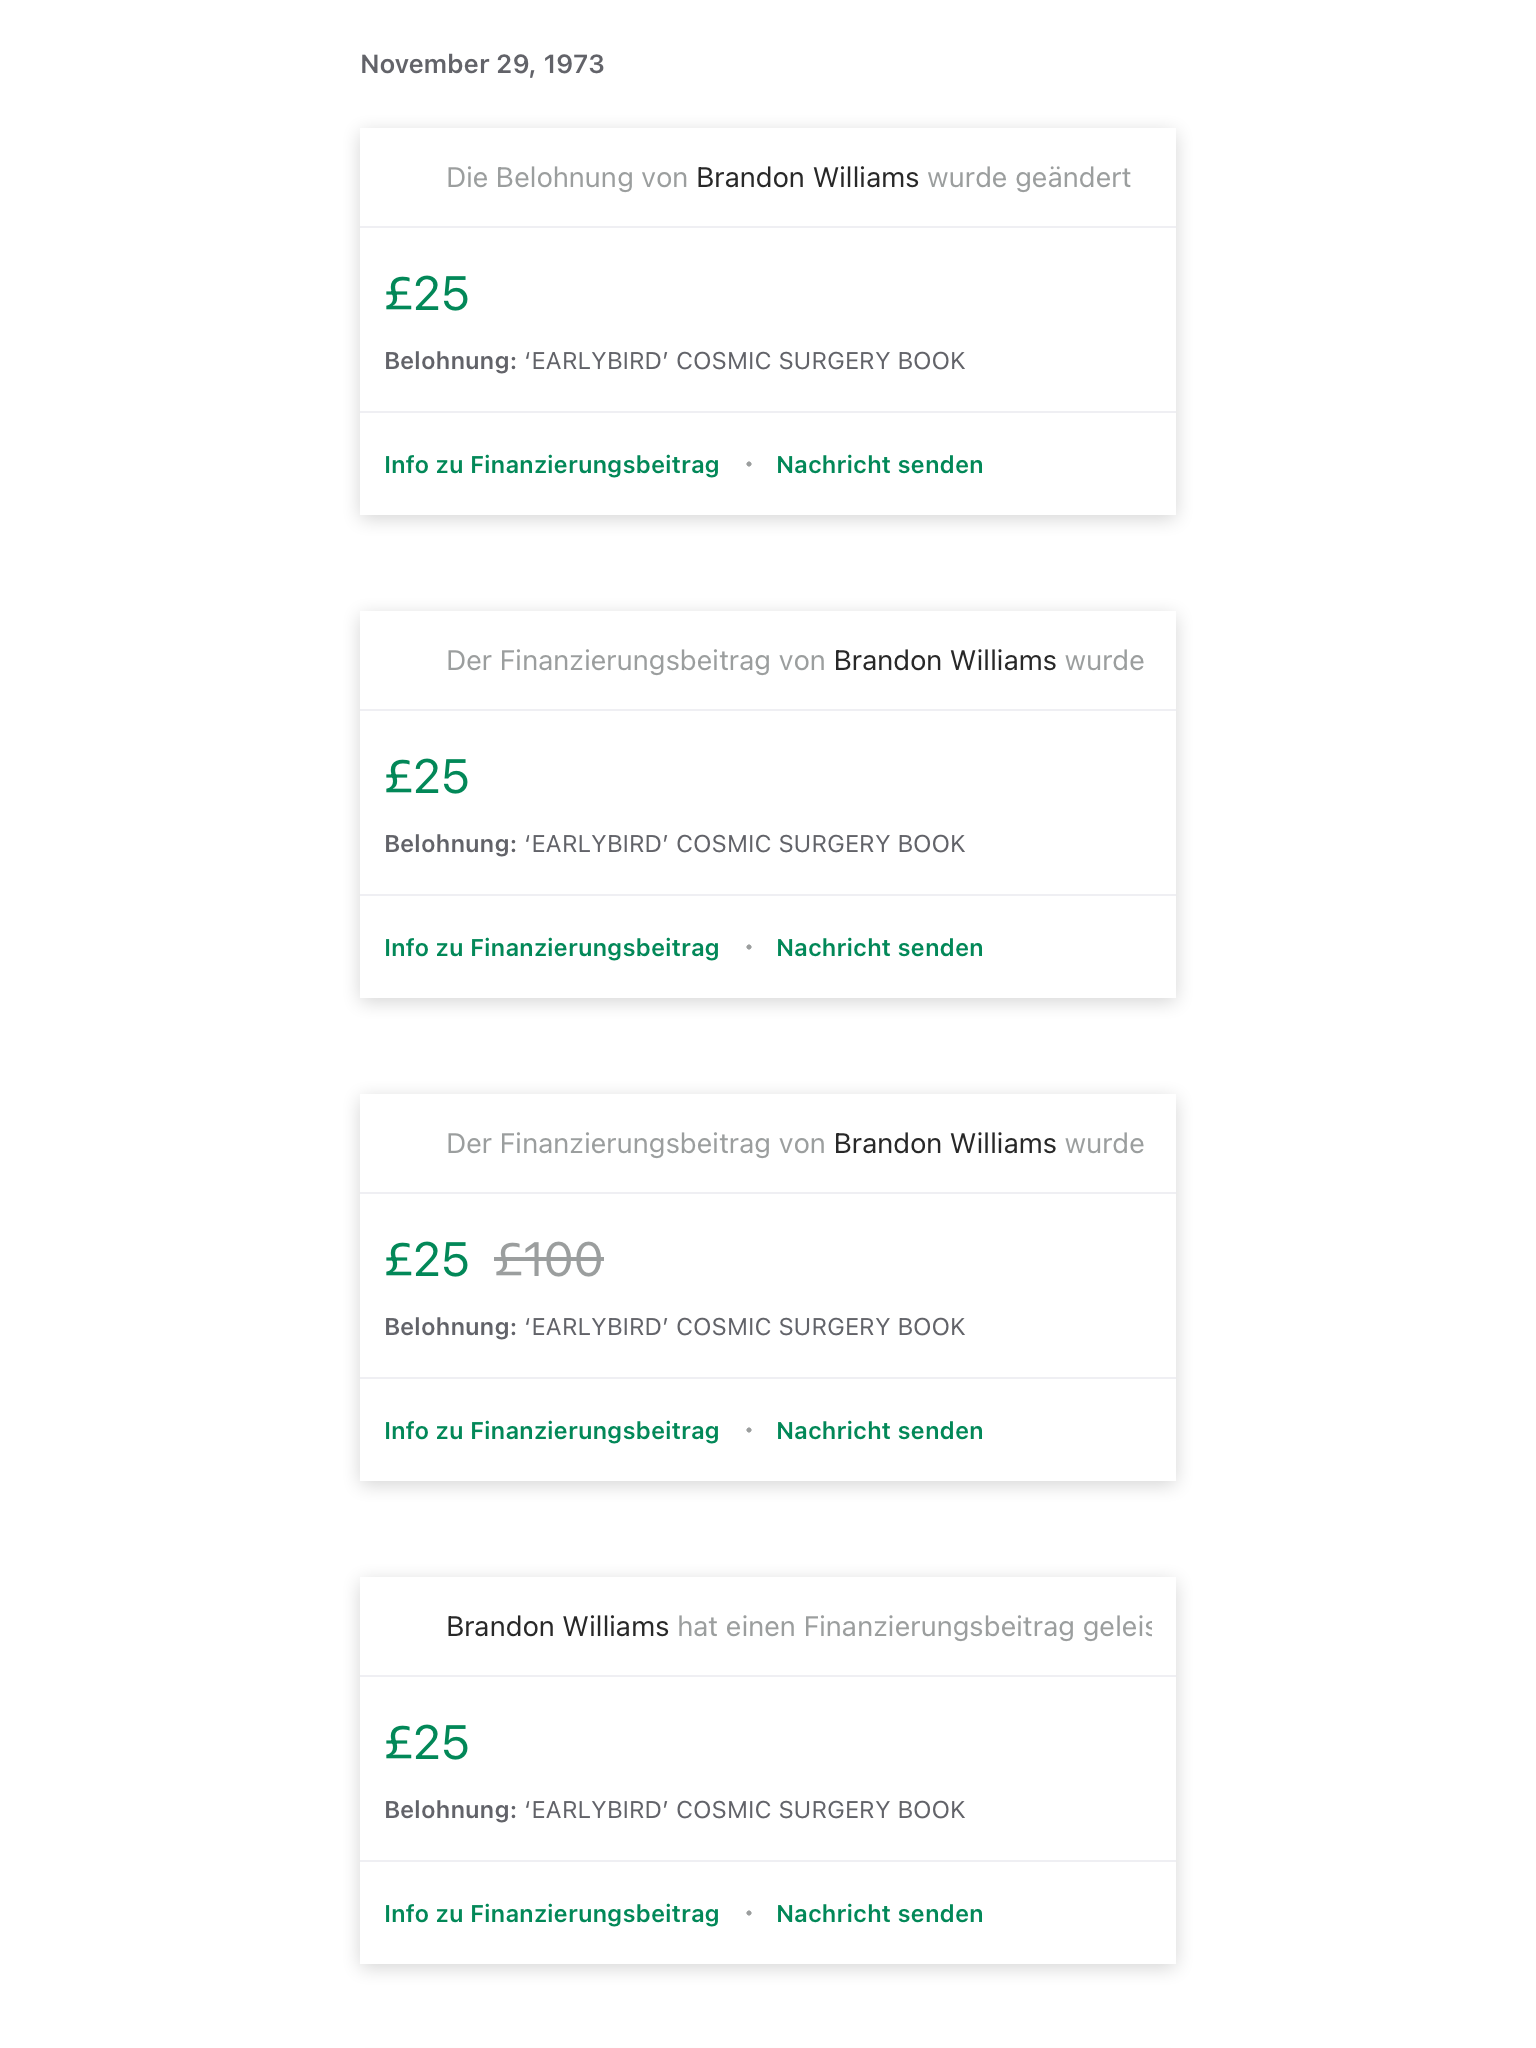 November 29, 1973
Die Belohnung von Brandon Williams wurde geändert
£25
Belohnung: ‘EARLYBIRD’ COSMIC SURGERY BOOK
Info zu Finanzierungsbeitrag • Nachricht senden
Der Finanzierungsbeitrag von Brandon Williams wurde
£25
Belohnung: ‘EARLYBIRD’ COSMIC SURGERY BOOK
Info zu Finanzierungsbeitrag • Nachricht senden
Der Finanzierungsbeitrag von Brandon Williams wurde
£25 £100
Belohnung: ‘EARLYBIRD’ COSMIC SURGERY BOOK
Info zu Finanzierungsbeitrag • Nachricht senden
Brandon Williams hat einen Finanzierungsbeitrag geleis
£25
Belohnung: ‘EARLYBIRD’ COSMIC SURGERY BOOK
Info zu Finanzierungsbeitrag • Nachricht senden